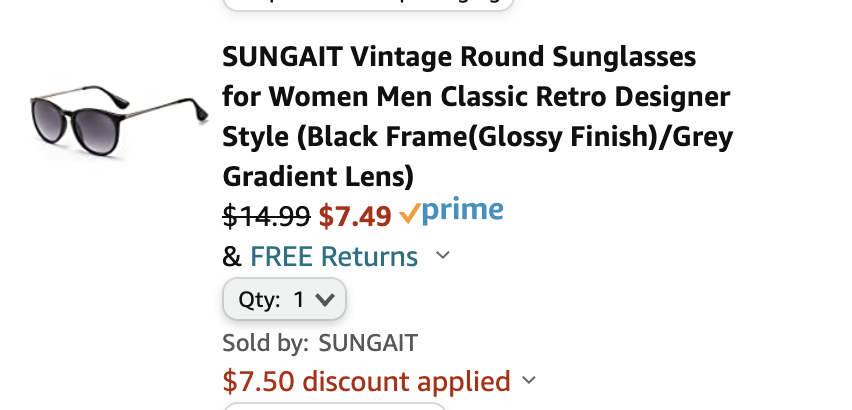 SUNGAIT Vintage Round Sunglasses
for Women Men Classic Retro Designer
Style (Black Frame(Glossy Finish)/Grey
Gradient Lens)
$14.99 $7.49 prime
& FREE Returns
Qty: 1
Sold by: SUNGAIT
$7.50 discount applied